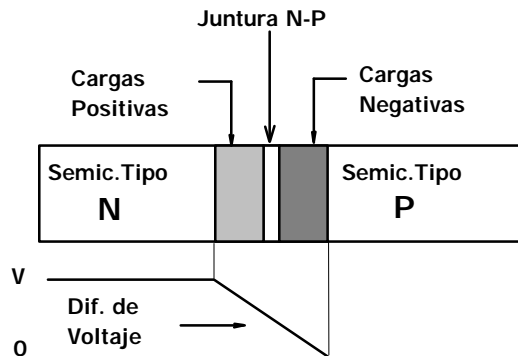 Juntura N-P
Cargas
Positivas
Cargas
Negativas
Semic.Tipo
N
Semic.Tipo
P
V
Dif. de
Voltaje
0